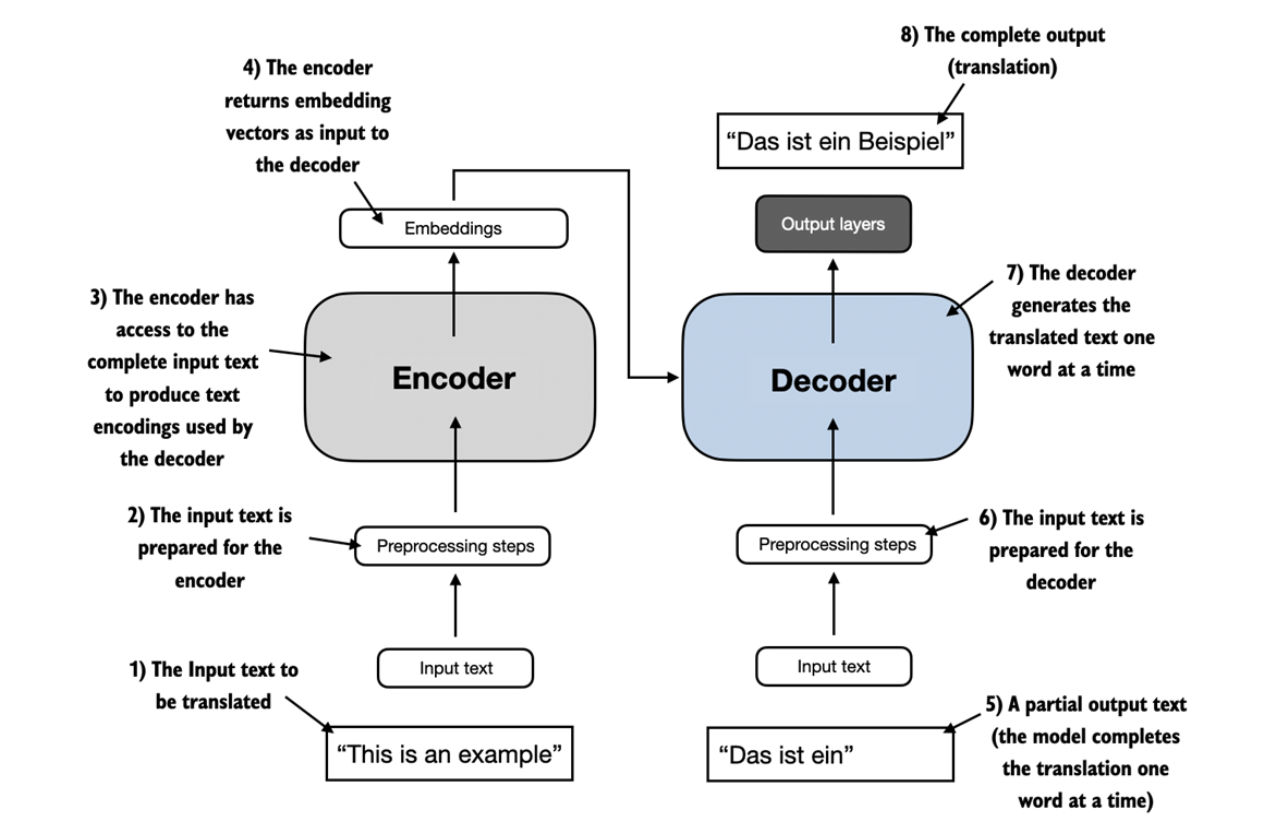 8) The complete output
(translation)
4) The encoder
returns embedding
vectors as input to
the decoder
“Das ist ein Beispiel”
Embeddings
Output layers
3) The encoder has
access to the
complete input text
to produce text
encodings used by
the decoder
Encoder
Decoder
7) The decoder
generates the
translated text one
word at a time
2) The input text is
prepared for the
encoder
Preprocessing steps
Preprocessing steps
6) The input text is
prepared for the
decoder
1) The Input text to
be translated
Input text
Input text
“This is an example”
“Das ist ein”
5) A partial output text
(the model completes
the translation one
word at a time)